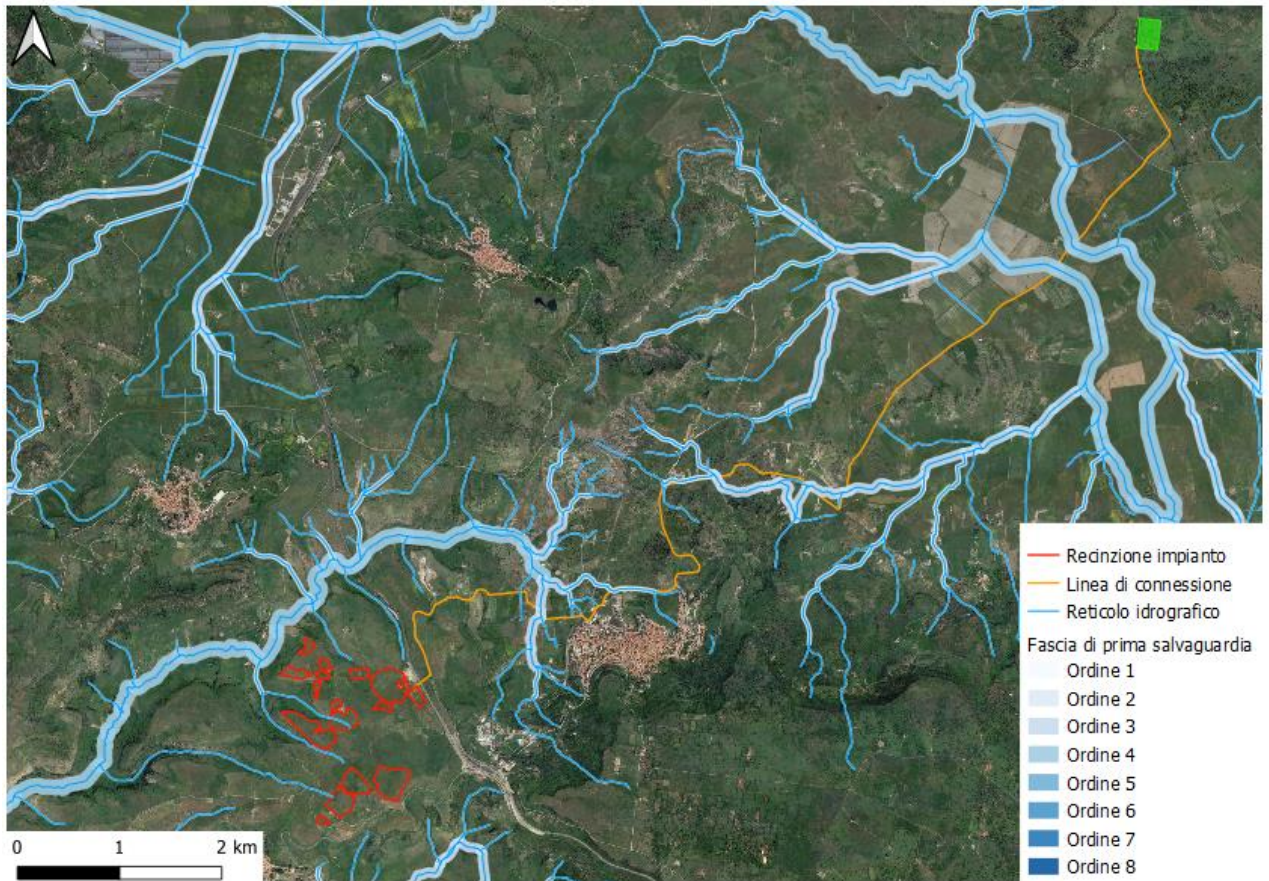 Recinzione impianto
Linea di connessione
Reticolo idrografico
Fascia di prima salvaguardia
Ordine 1
Ordine 2
Ordine 3
Ordine 4
Ordine 5
Ordine 6
Ordine 7
Ordine 8
0 1 2 km